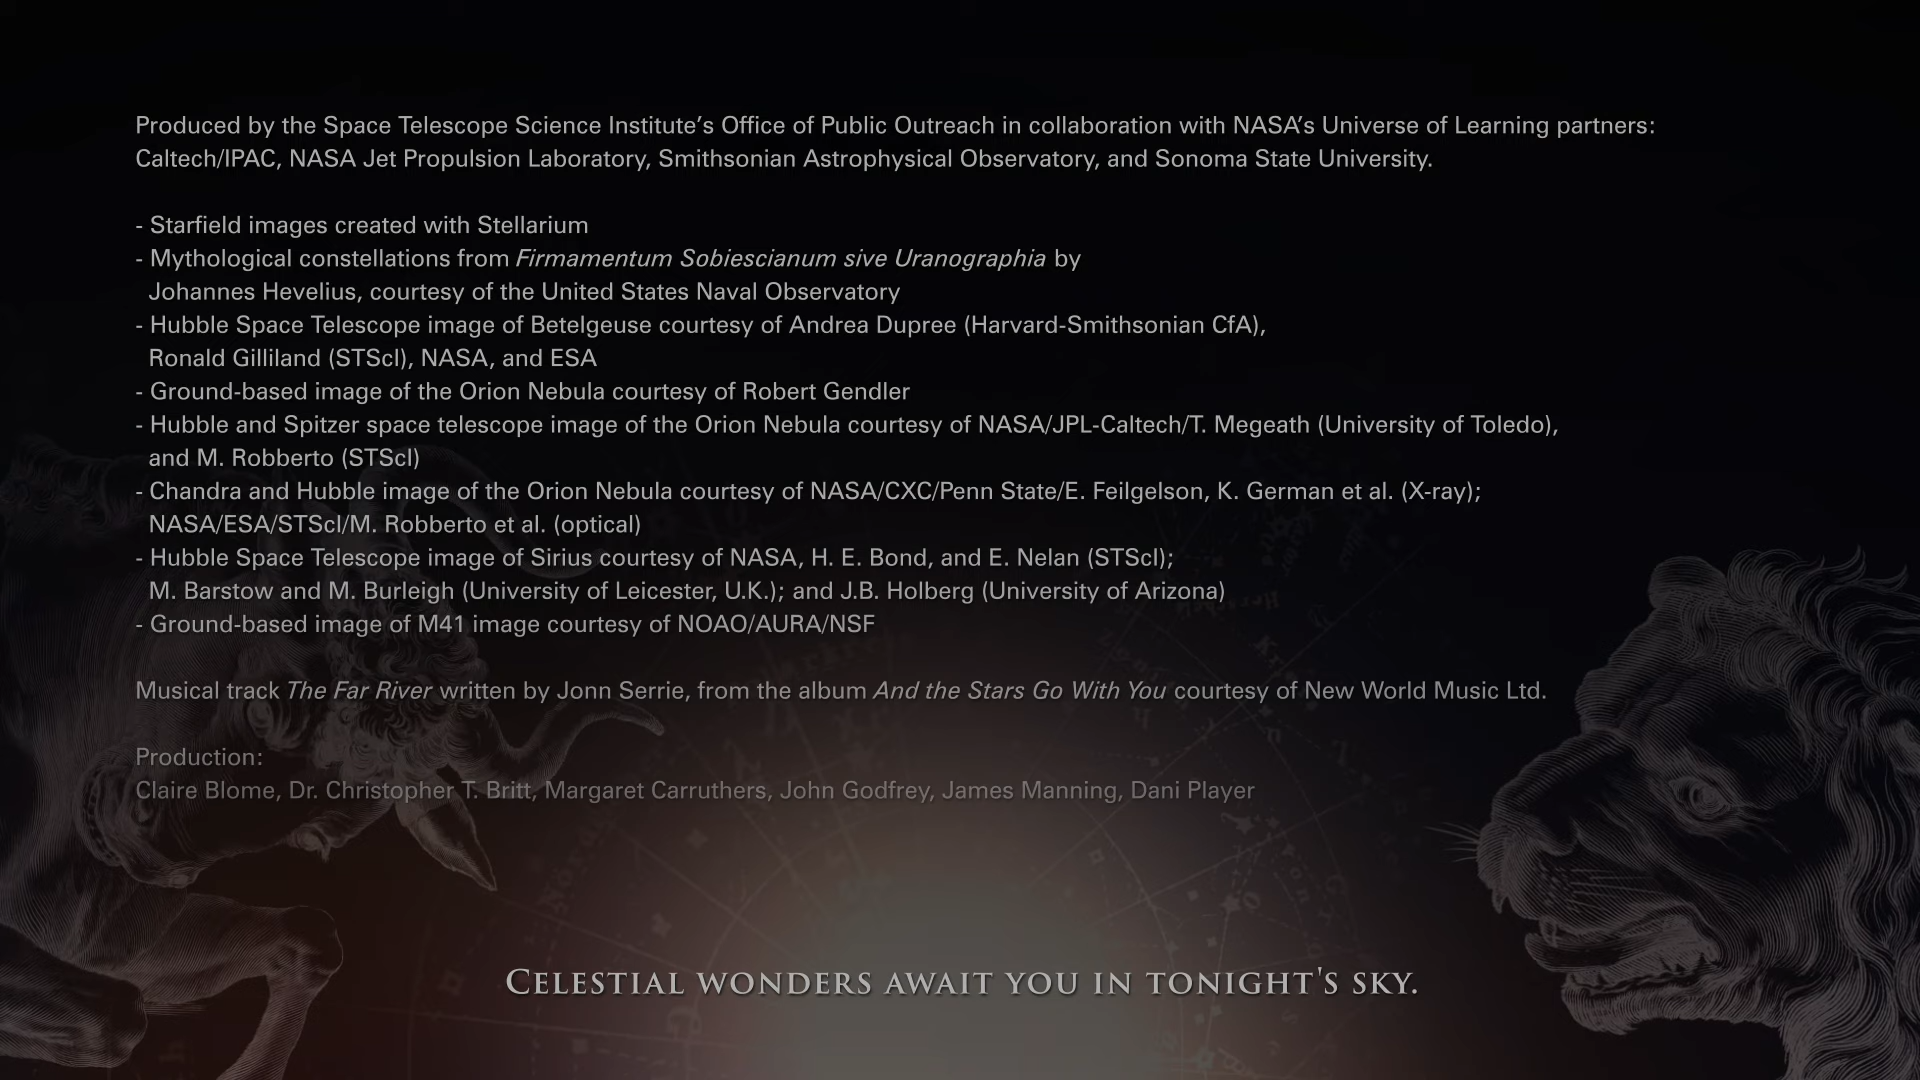 Produced by the Space Telescope Science Institute’s Office of Public Outreach in collaboration with NASA’s Universe of Learning partners:
Caltech/IPAC, NASA Jet Propulsion Laboratory, Smithsonian Astrophysical Observatory, and Sonoma State University.
- Starfield images created with Stellarium
- Mythological constellations from Firmamentum Sobiescianum sive Uranographia by
Johannes Hevelius, courtesy of the United States Naval Observatory
- Hubble Space Telescope image of Betelgeuse courtesy of Andrea Dupree (Harvard-Smithsonian CfA),
Ronald Gilliland (STScI), NASA, and ESA
- Ground-based image of the Orion Nebula courtesy of Robert Gendler
- Hubble and Spitzer space telescope image of the Orion Nebula courtesy of NASA/JPL-Caltech/T. Megeath (University of Toledo),
and M. Robberto (STScI)
- Chandra and Hubble image of the Orion Nebula courtesy of NASA/CXC/Penn State/E. Feilgelson, K. German et al. (X-ray);
NASA/ESA/STScI/M. Robberto et al. (optical)
- Hubble Space Telescope image of Sirius courtesy of NASA, H. E. Bond, and E. Nelan (STScI);
M. Barstow and M. Burleigh (University of Leicester, U.K.); and J.B. Holberg (University of Arizona)
- Ground-based image of M41 image courtesy of NOAO/AURA/NSF
Musical track The Far River written by Jonn Serrie, from the album And the Stars Go With You courtesy of New World Music Ltd.
Production:
Claire Blome, Dr. Christopher T. Britt, Margaret Carruthers, John Godfrey, James Manning, Dani Player
Celestial wonders await you in tonight's sky.